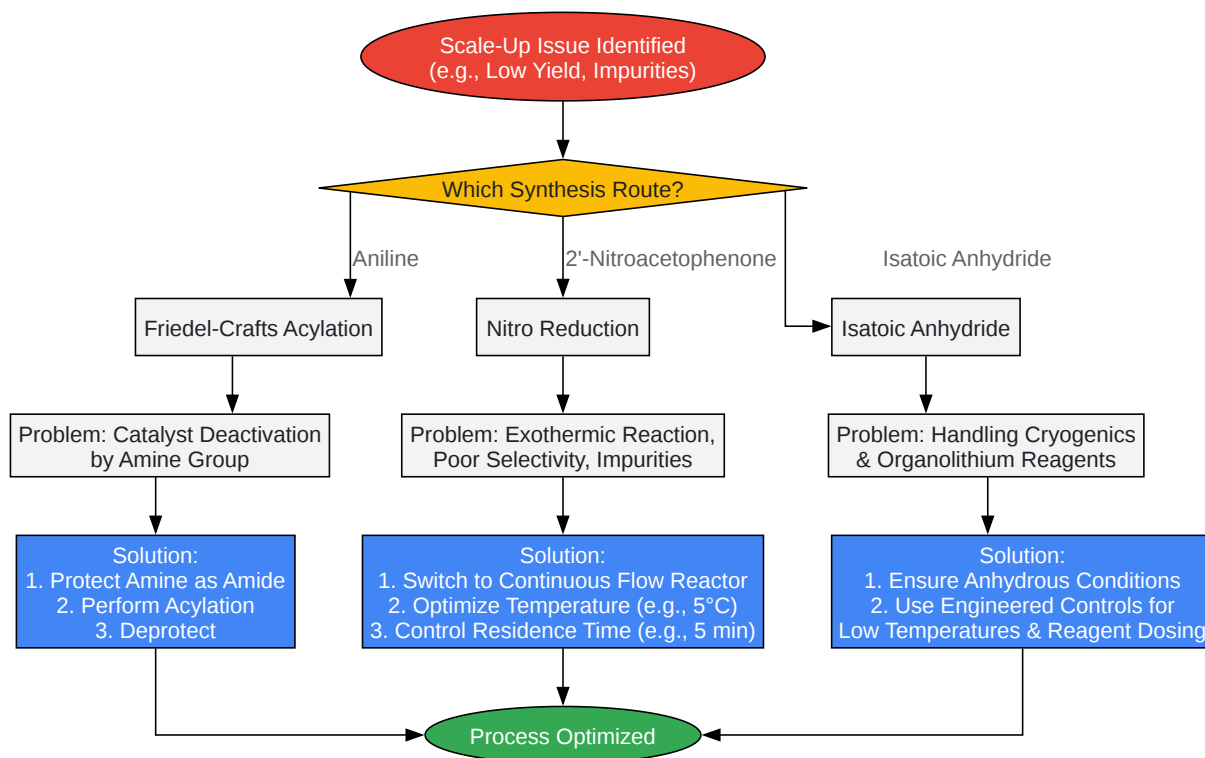 Scale-Up Issue Identified
(e.g., Low Yield, Impurities)
Which Synthesis Route?
Aniline
2'-Nitroacetophenone
Isatoic Anhydride
Friedel-Crafts Acylation
Nitro Reduction
Isatoic Anhydride
Problem: Catalyst Deactivation
by Amine Group
Problem: Exothermic Reaction,
Poor Selectivity, Impurities
Problem: Handling Cryogenics
& Organolithium Reagents
Solution:
1. Protect Amine as Amide
2. Perform Acylation
3. Deprotect
Solution:
1. Switch to Continuous Flow Reactor
2. Optimize Temperature (e.g., 5°C)
3. Control Residence Time (e.g., 5 min)
Solution:
1. Ensure Anhydrous Conditions
2. Use Engineered Controls for
Low Temperatures & Reagent Dosing
Process Optimized